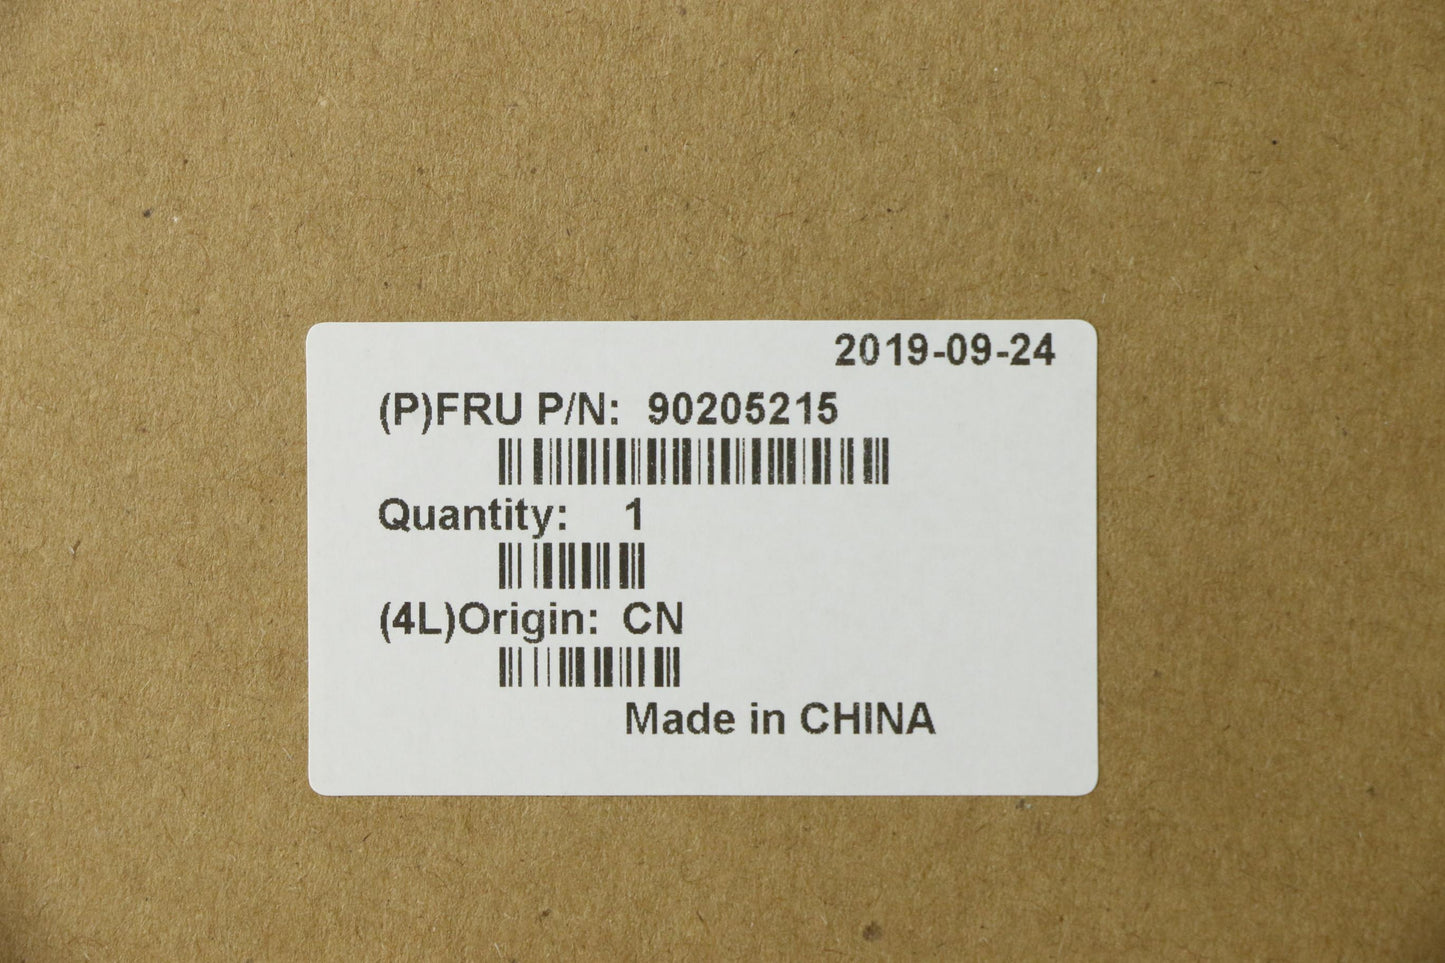 2019-09-24
(P)FRU P/N: 90205215
Quantity: 1
(4L)Origin: CN
Made in CHINA